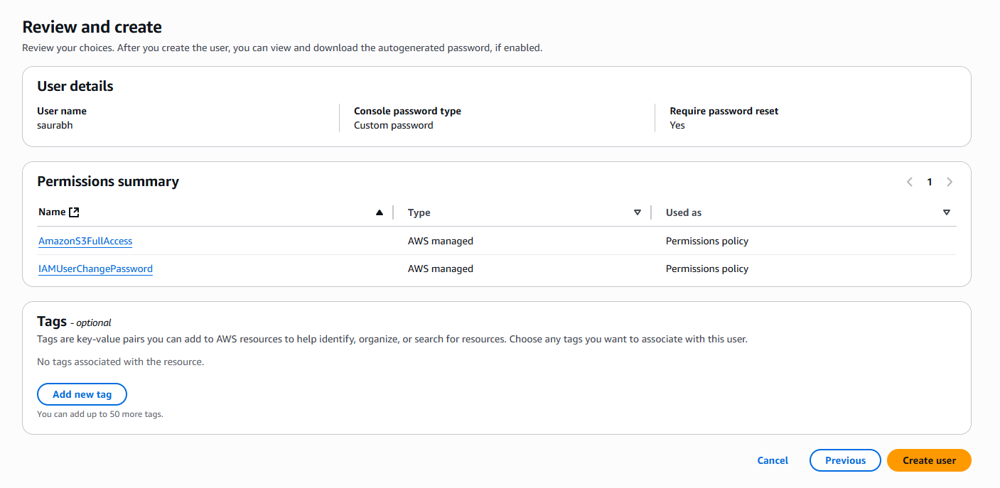 Review and create
Review your choices. After you create the user, you can view and download the autogenerated password, if enabled.
User details
User name
saurabh
Console password type
Custom password
Require password reset
Yes
Permissions summary
1
Name Type Used as
AmazonS3FullAccess AWS managed Permissions policy
IAMUserChangePassword AWS managed Permissions policy
Tags - optional
Tags are key-value pairs you can add to AWS resources to help identify, organize, or search for resources. Choose any tags you want to associate with this user.
No tags associated with the resource.
Add new tag
You can add up to 50 more tags.
Cancel Previous Create user